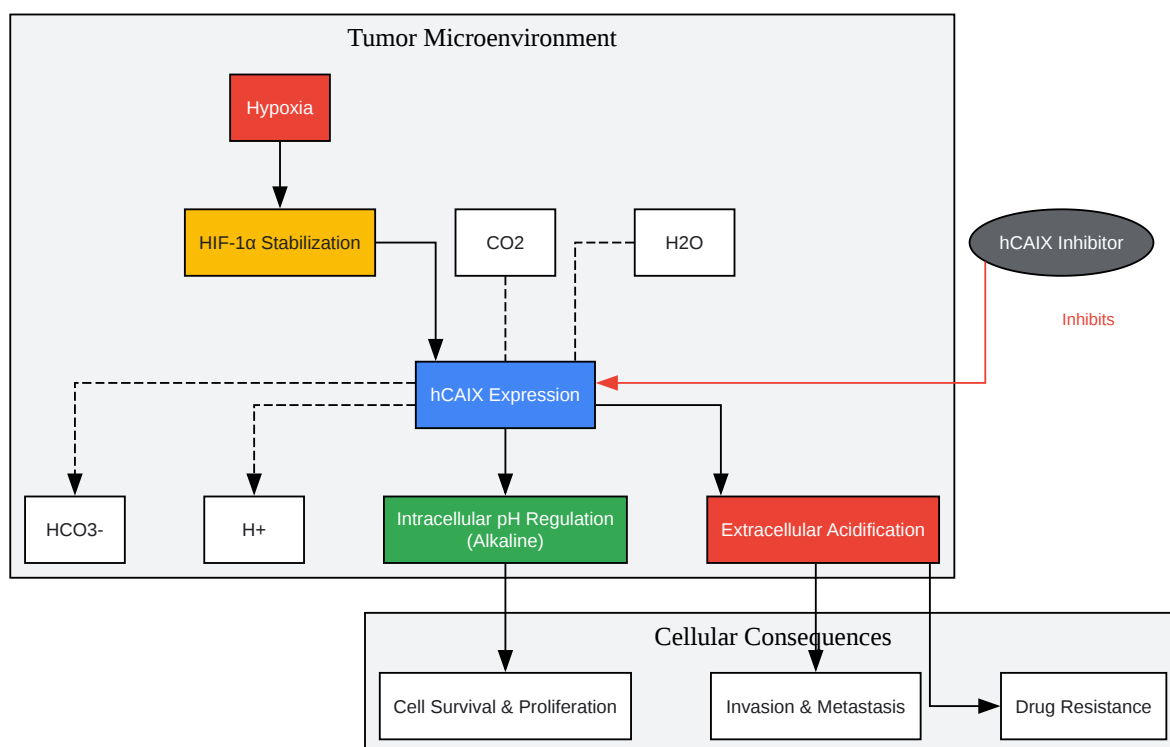 Tumor Microenvironment
Hypoxia
HIF-1α Stabilization
CO2
H2O
hCAIX Inhibitor
Inhibits
hCAIX Expression
HCO3-
H+
Intracellular pH Regulation
(Alkaline)
Extracellular Acidification
Cellular Consequences
Cell Survival & Proliferation
Invasion & Metastasis
Drug Resistance